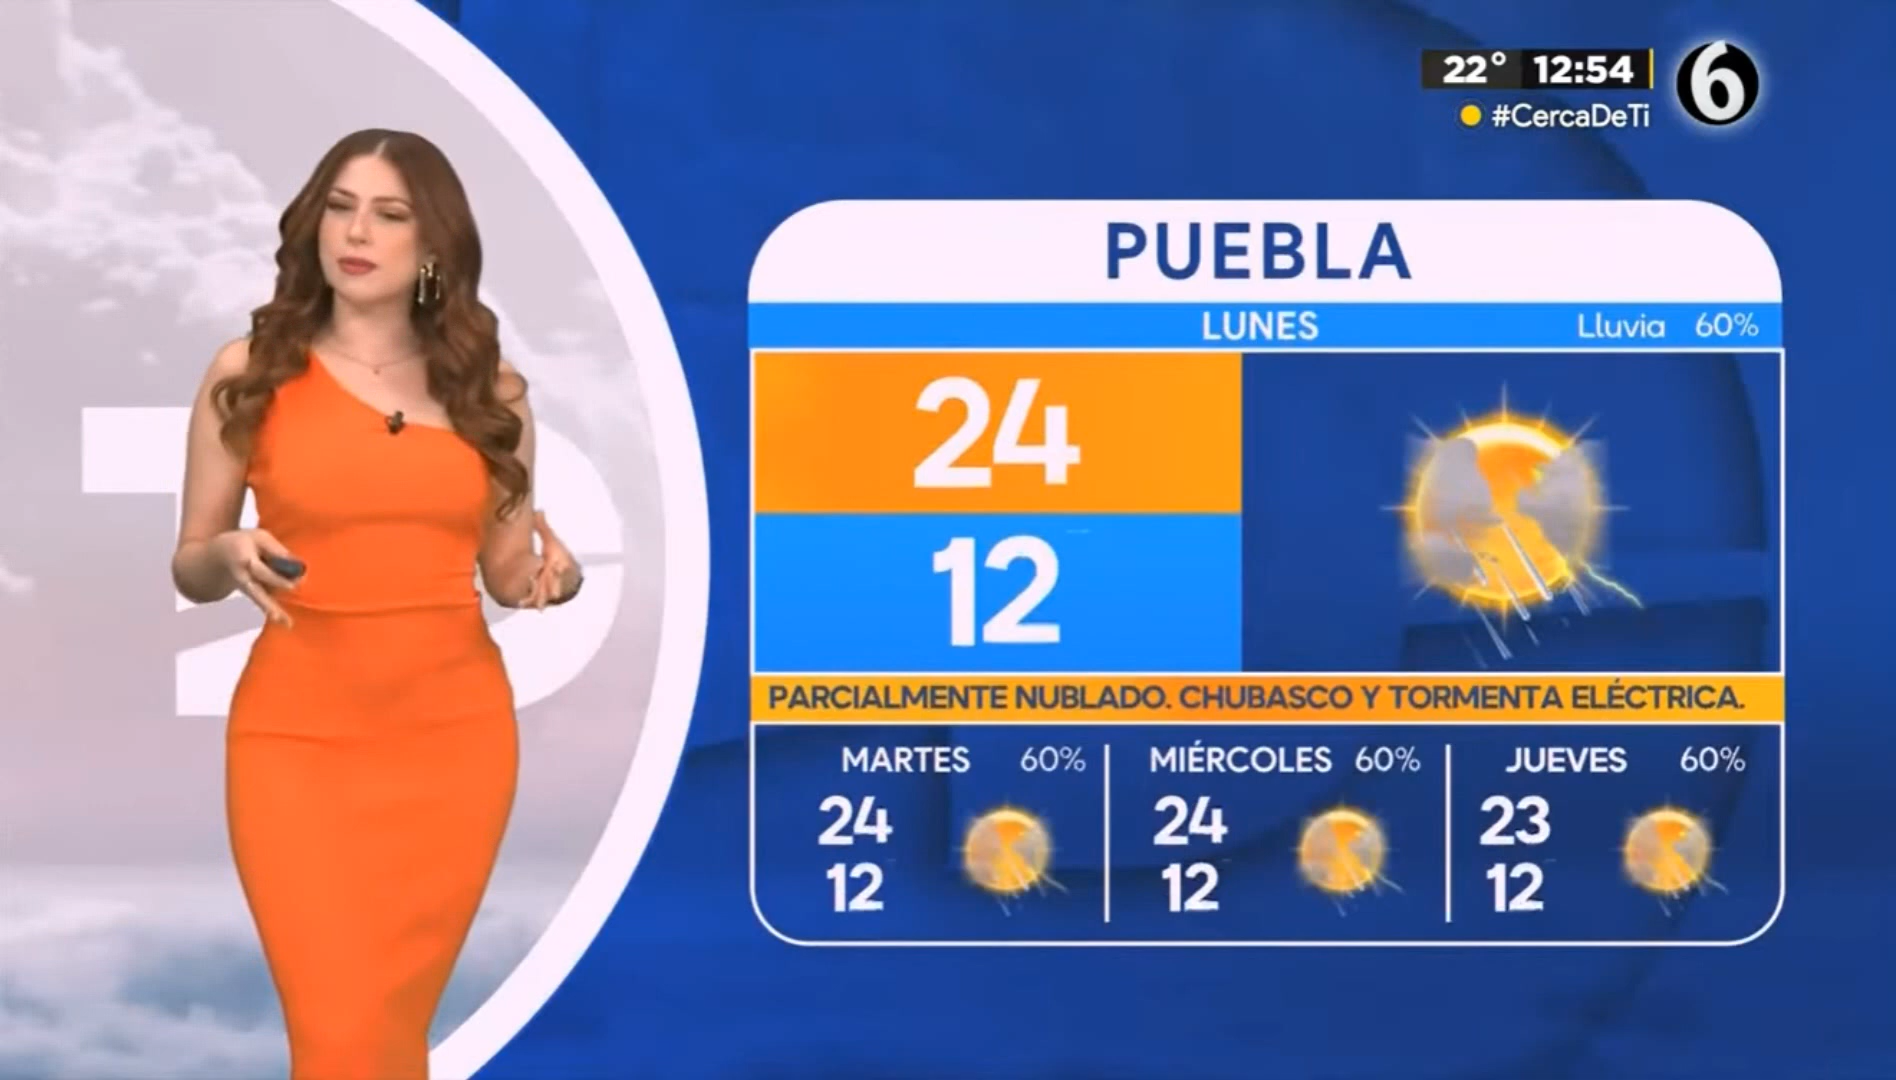 22° 12:54
6
#CercaDeTi
PUEBLA
LUNES Lluvia 60%
24
12
PARCIALMENTE NUBLADO. CHUBASCO Y TORMENTA ELÉCTRICA.
MARTES 60%
24
12
MIÉRCOLES 60%
24
12
JUEVES 60%
23
12